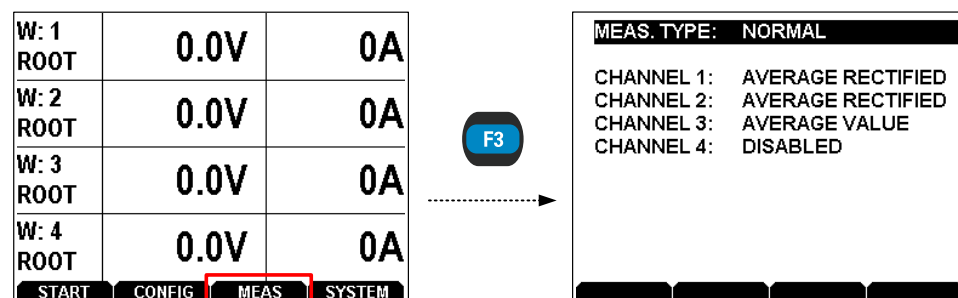 W: 1
ROOT
0.0V
0A
W: 2
ROOT
0.0V
0A
W: 3
ROOT
0.0V
0A
W: 4
ROOT
0.0V
0A
START CONFIG MEAS SYSTEM
F3
MEAS. TYPE: NORMAL
CHANNEL 1: AVERAGE RECTIFIED
CHANNEL 2: AVERAGE RECTIFIED
CHANNEL 3: AVERAGE VALUE
CHANNEL 4: DISABLED